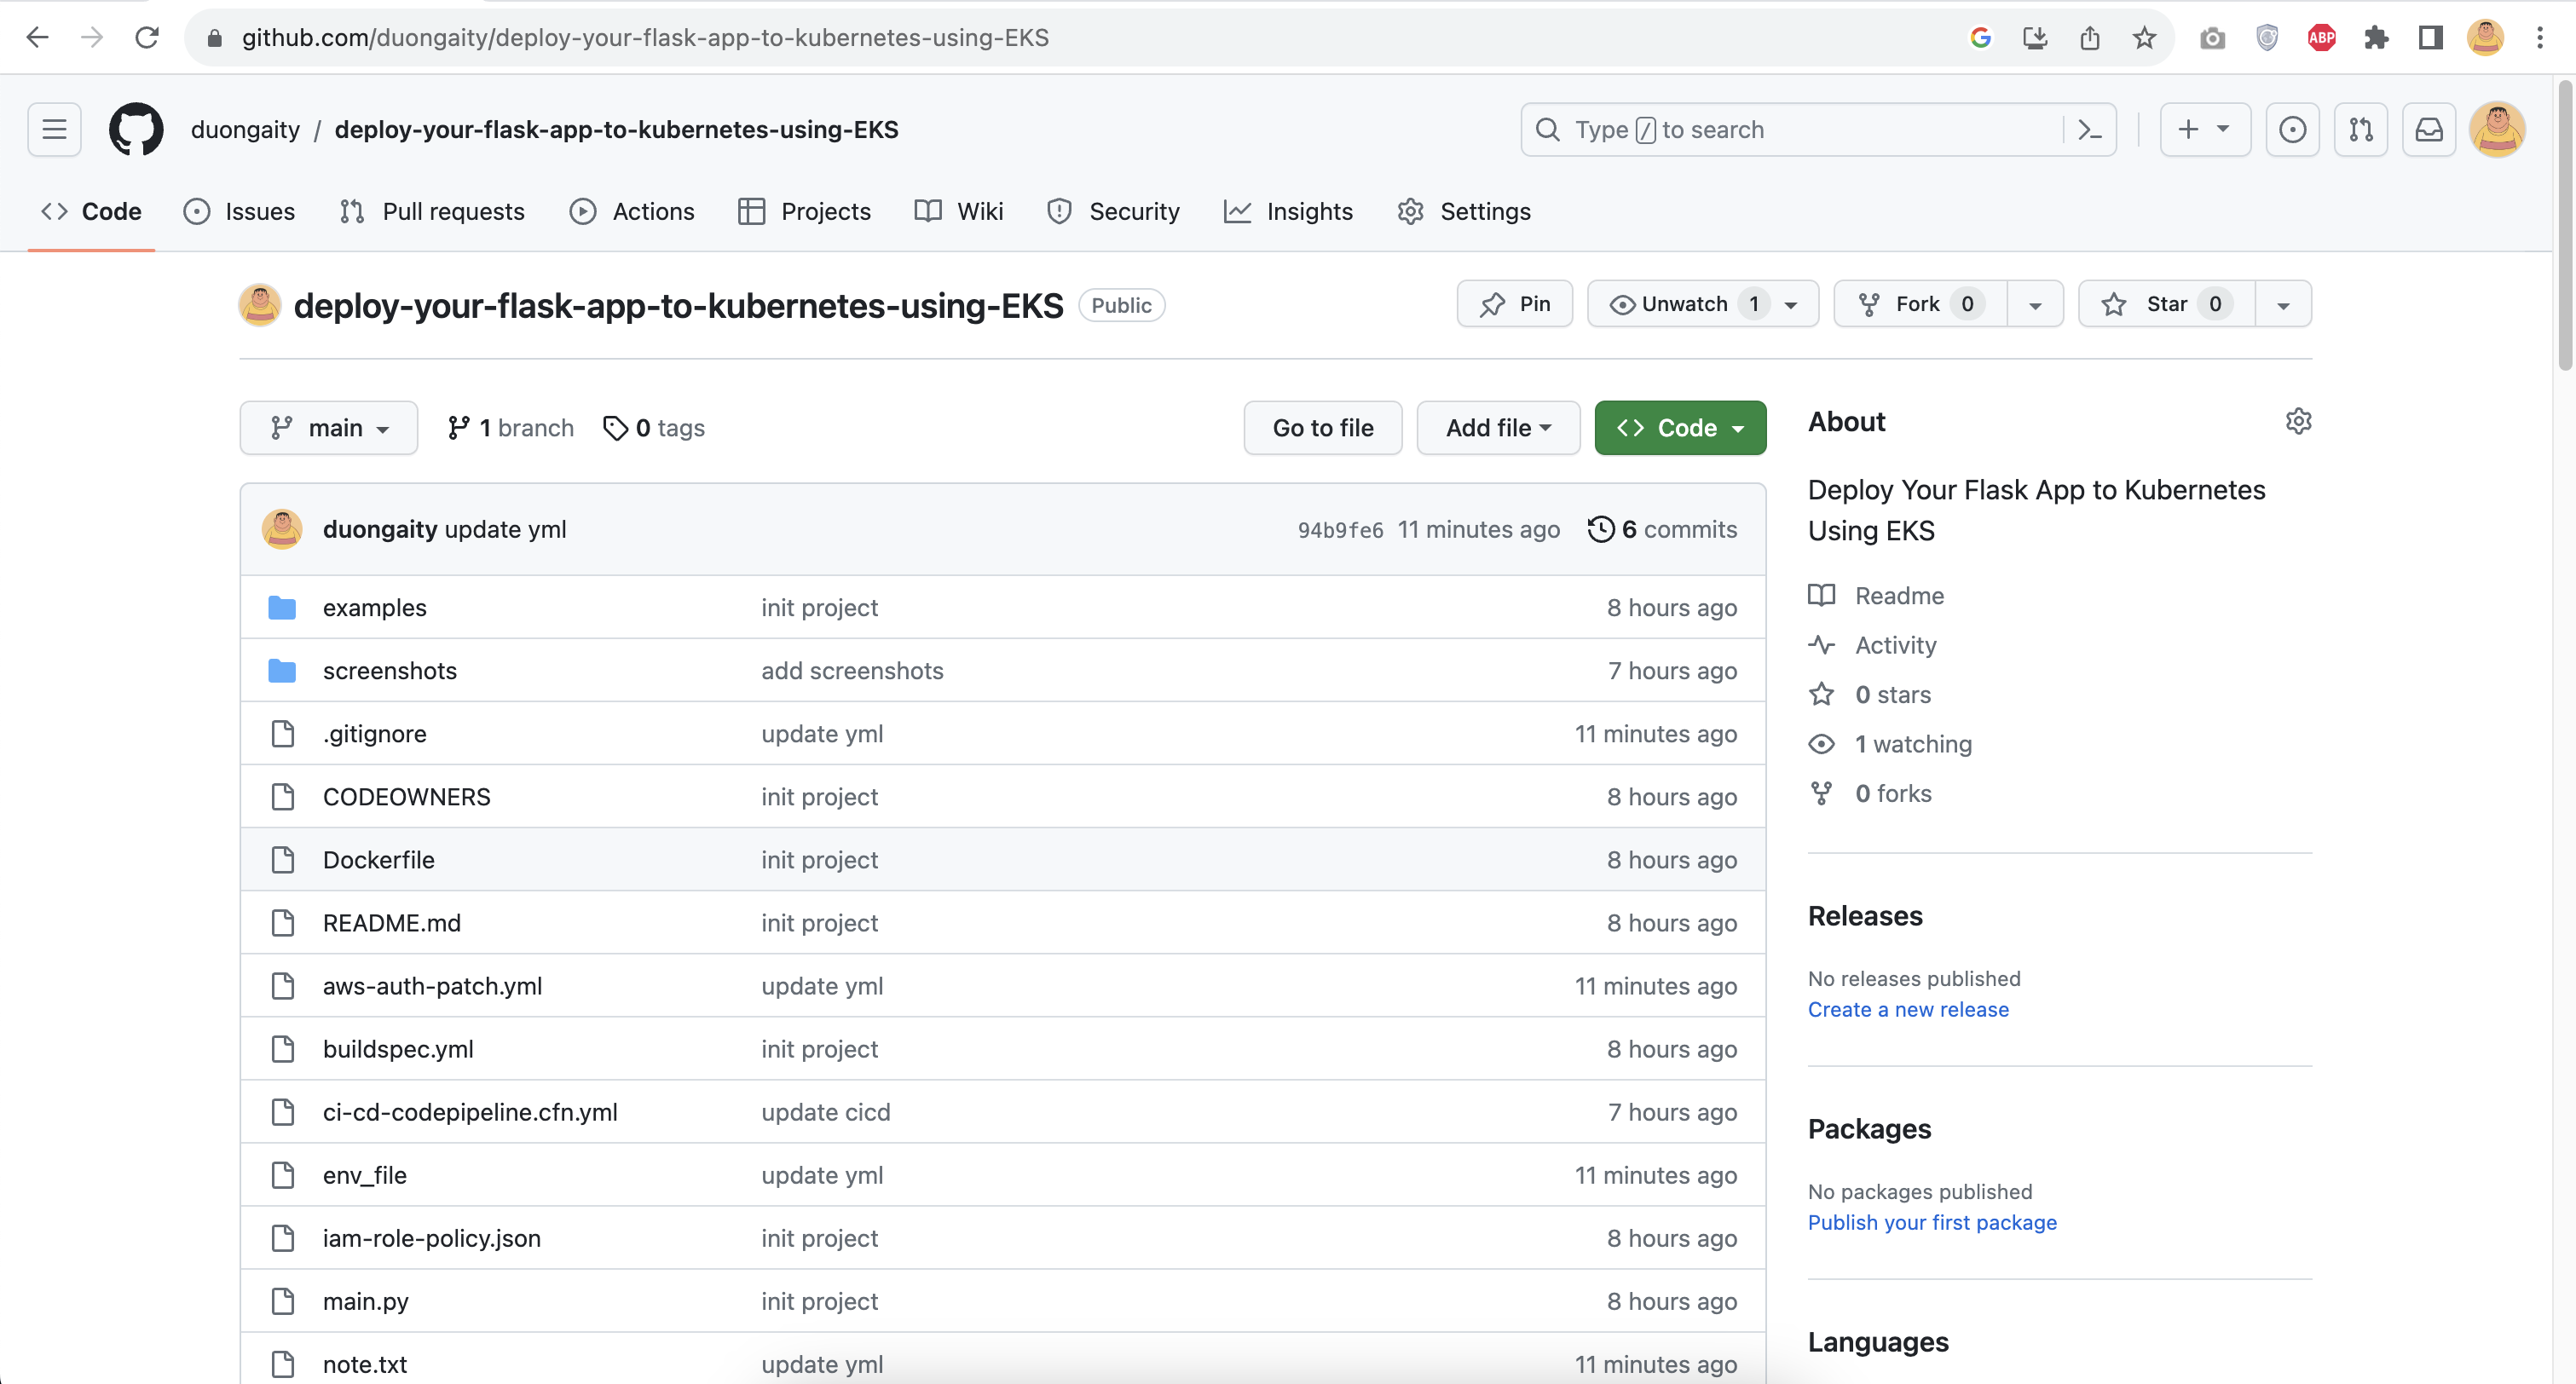 github.com/duongaity/deploy-your-flask-app-to-kubernetes-using-EKS
ABP
duongaity / deploy-your-flask-app-to-kubernetes-using-EKS
Type / to search
Code Issues Pull requests Actions Projects Wiki Security Insights Settings
deploy-your-flask-app-to-kubernetes-using-EKS Public
Pin Unwatch 1 Fork 0 Star 0
main 1 branch 0 tags Go to file Add file Code
duongaity update yml 94b9fe6 11 minutes ago 6 commits
examples init project 8 hours ago
screenshots add screenshots 7 hours ago
.gitignore update yml 11 minutes ago
CODEOWNERS init project 8 hours ago
Dockerfile init project 8 hours ago
README.md init project 8 hours ago
aws-auth-patch.yml update yml 11 minutes ago
buildspec.yml init project 8 hours ago
ci-cd-codepipeline.cfn.yml update cicd 7 hours ago
env_file update yml 11 minutes ago
iam-role-policy.json init project 8 hours ago
main.py init project 8 hours ago
note.txt update yml 11 minutes ago
About
Deploy Your Flask App to Kubernetes
Using EKS
Readme
Activity
0 stars
1 watching
0 forks
Releases
No releases published
Create a new release
Packages
No packages published
Publish your first package
Languages